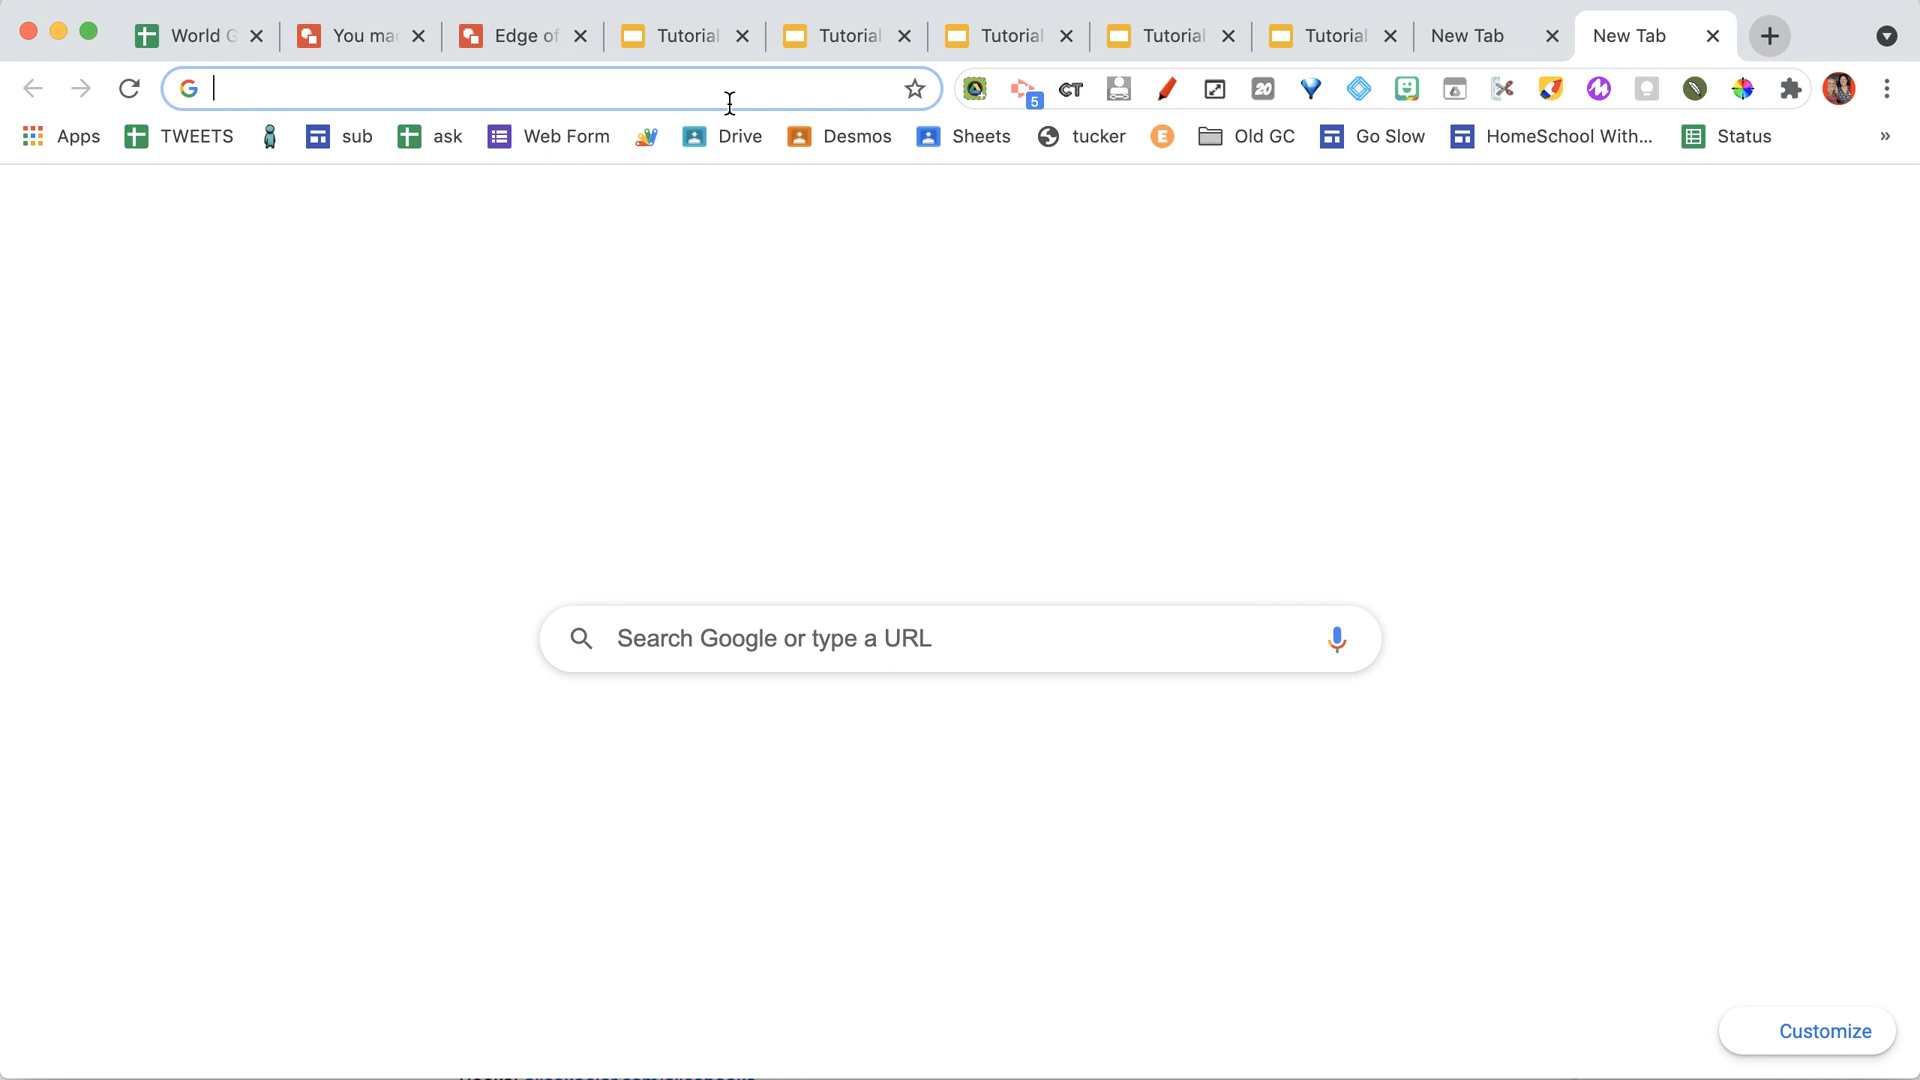 World G
You mac
Edge of
Tutorial
Tutorial
Tutorial
Tutorial
Tutorial
New Tab
New Tab
5
CT
20
Apps
TWEETS
sub
ask
Web Form
Drive
Desmos
Sheets
tucker
E
Old GC
Go Slow
HomeSchool With...
Status
»
Search Google or type a URL
Customize